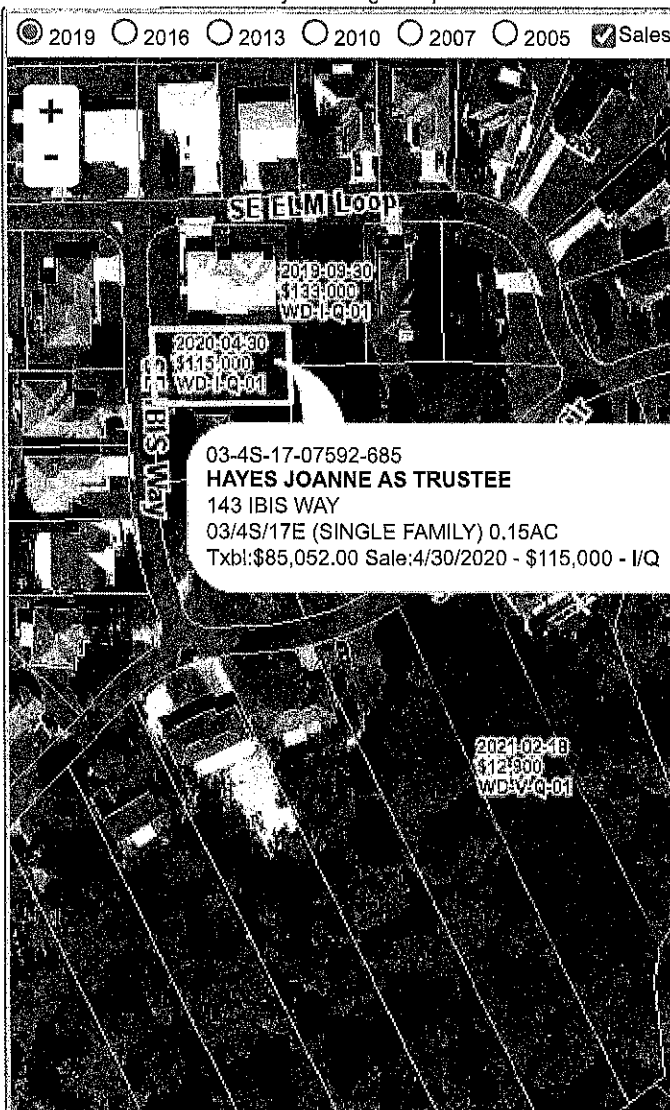 2019 2016 2013 2010 2007 2005 Sales
+
-
SE ELM Loop
2019-09-30
$133,000
WD-I-Q-01
2020-04-30
$115,000
WD-I-Q-01
SE IBIS Way
Cir
03-4S-17-07592-685
HAYES JOANNE AS TRUSTEE
143 IBIS WAY
03/4S/17E (SINGLE FAMILY) 0.15AC
Txbl:$85,052.00 Sale:4/30/2020 - $115,000 - I/Q
2021-02-18
$12,900
WD-V-Q-01